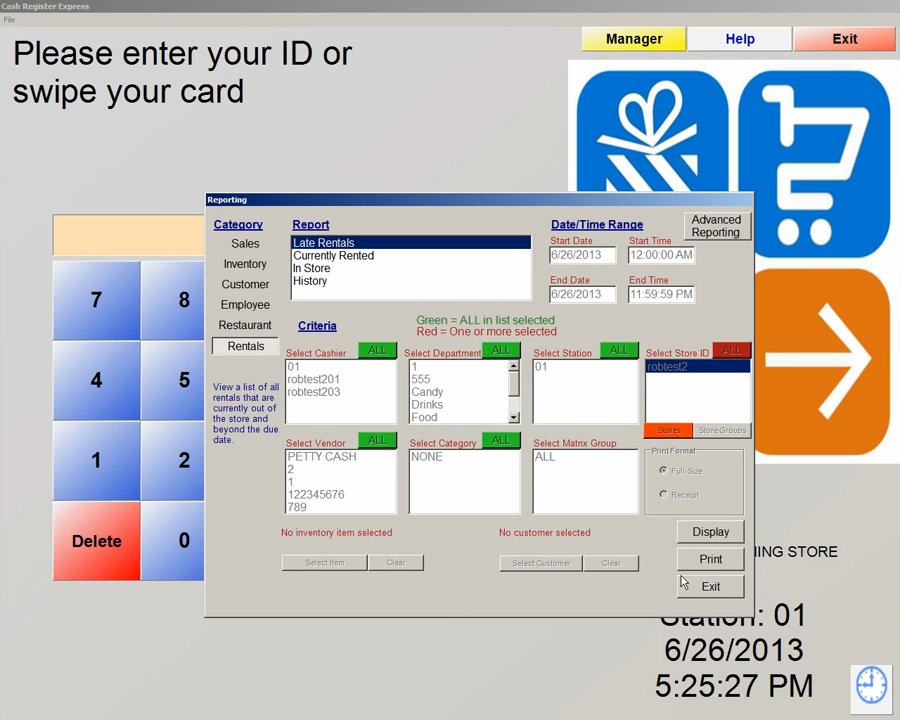 Cash Register Express
File
Please enter your ID or
swipe your card
Manager
Help
Exit
7
8
4
5
1
2
Delete
0
Reporting
Category
Sales
Inventory
Customer
Employee
Restaurant
Rentals
View a list of all
rentals that are
currently out of
the store and
beyond the due
date.
Report
Late Rentals
Currently Rented
In Store
History
Date/Time Range
Advanced
Reporting
Start Date
Start Time
6/26/2013
12:00:00 AM
End Date
End Time
6/26/2013
11:59:59 PM
Criteria
Green = ALL in list selected
Red = One or more selected
Select Cashier
ALL
01
robtest201
robtest203
Select Department
ALL
1
555
Candy
Drinks
Food
Select Station
ALL
01
Select Store ID
ALL
robtest2
Stores
Store Groups
Select Vendor
ALL
PETTY CASH
2
1
122345676
789
Select Category
ALL
NONE
Select Matrix Group
ALL
Print Format
Full-Size
Receipt
No inventory item selected
No customer selected
Select Item
Clear
Select Customer
Clear
Display
Print
Exit
STORE
Station: 01
6/26/2013
5:25:27 PM